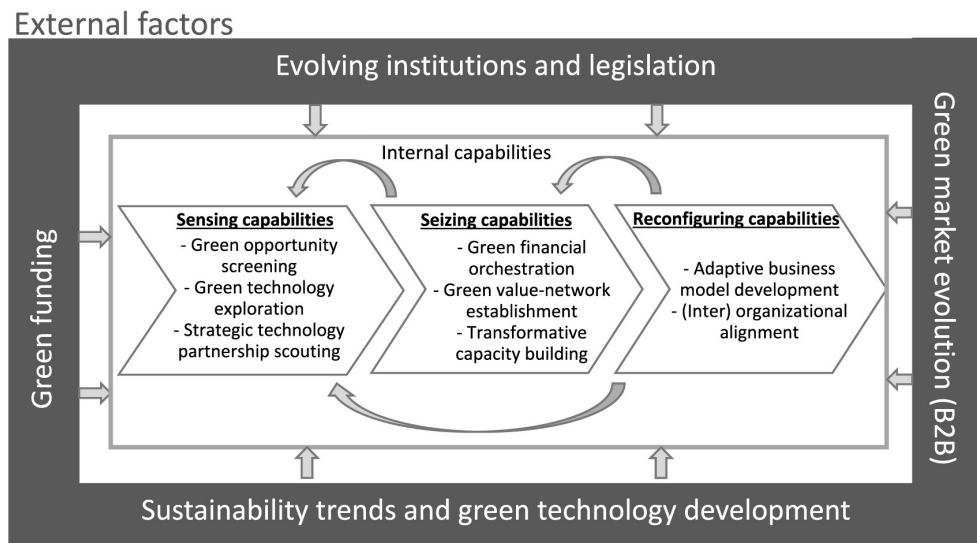 External factors
Evolving institutions and legislation
Green funding
Internal capabilities
Sensing capabilities
- Green opportunity
screening
- Green technology
exploration
- Strategic technology
partnership scouting
Seizing capabilities
- Green financial
orchestration
- Green value-network
establishment
- Transformative
capacity building
Reconfiguring capabilities
- Adaptive business
model development
- (Inter) organizational
alignment
Green market evolution (B2B)
Sustainability trends and green technology development